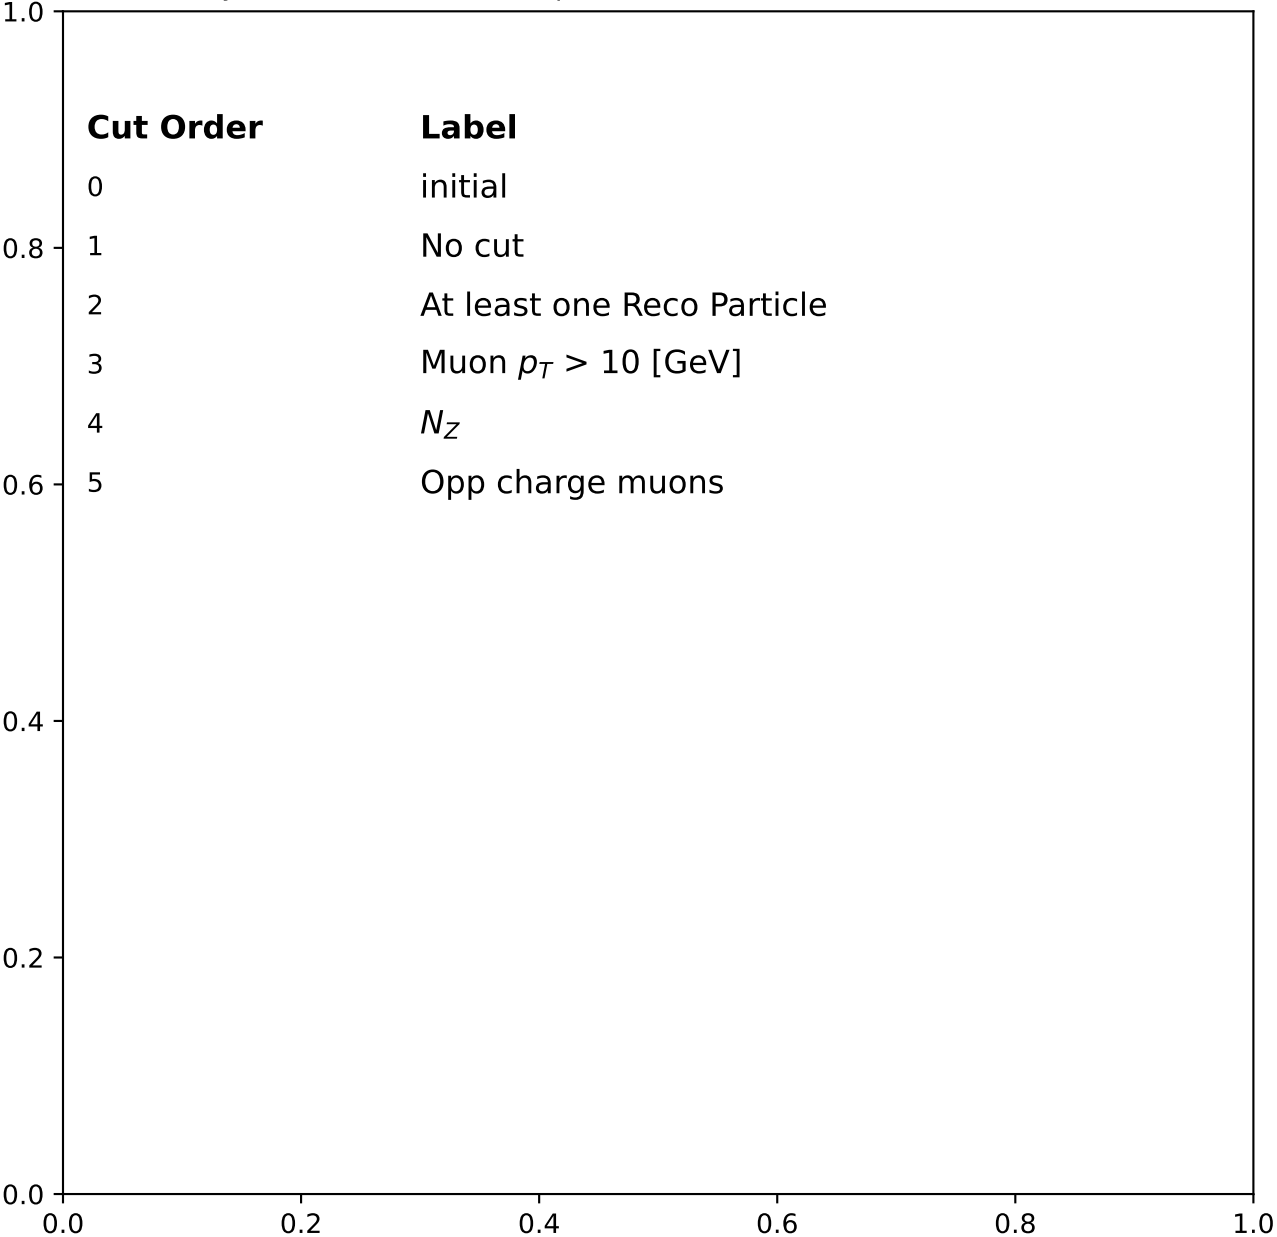 1.0
Cut Order Label
0 initial
1 No cut
0.8
2 At least one Reco Particle
3 Muon p_T > 10 [GeV]
4 N_Z
5 Opp charge muons
0.6
0.4
0.2
0.0
0.0 0.2 0.4 0.6 0.8 1.0